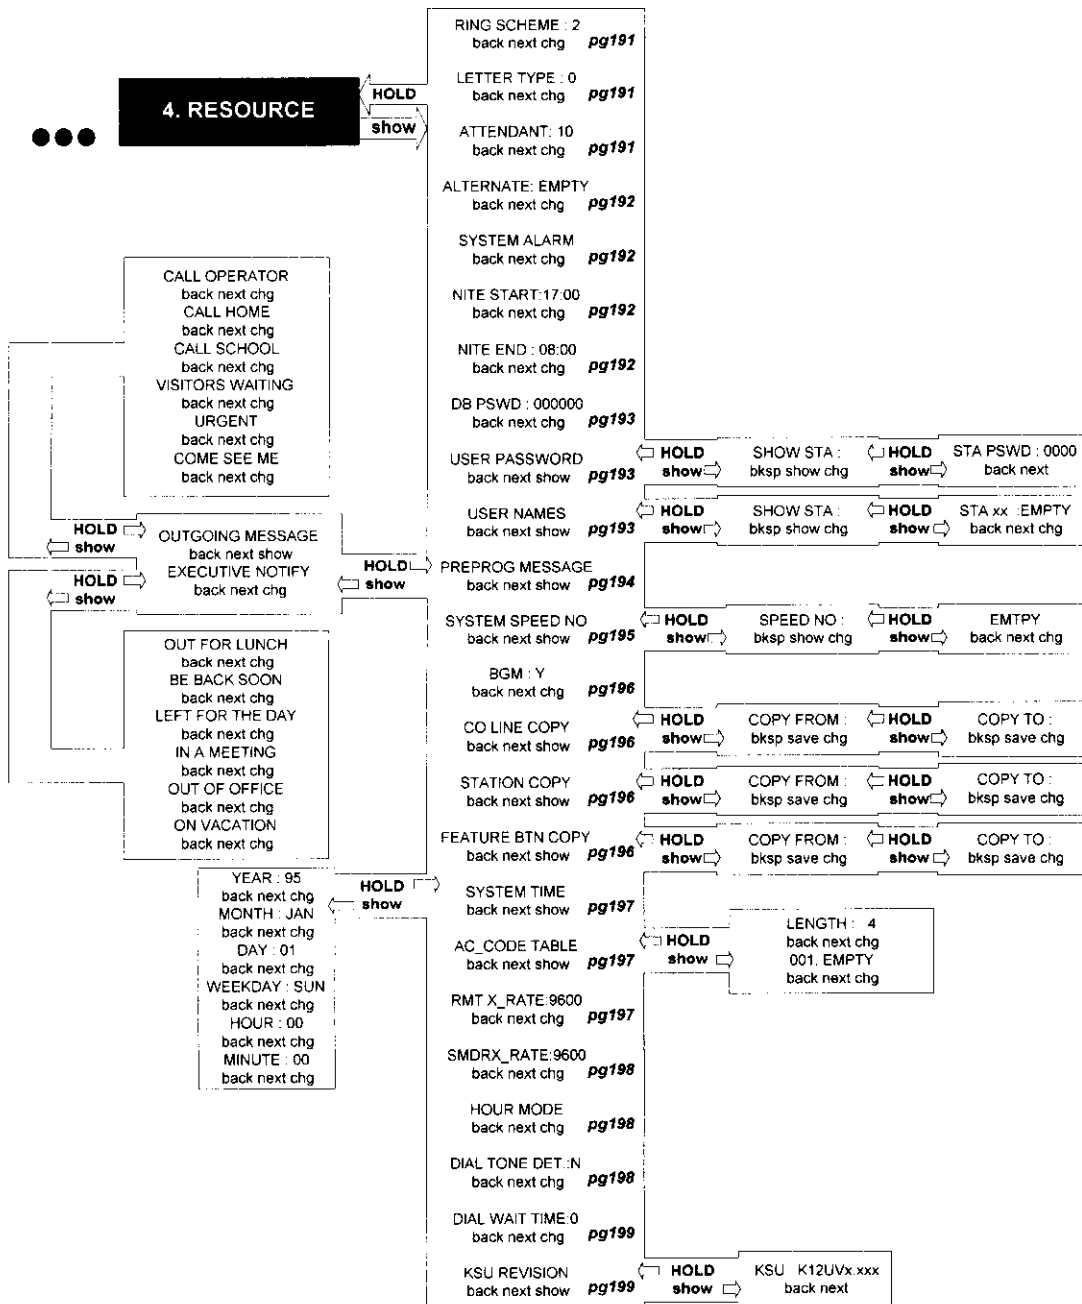 4. RESOURCE
HOLD
show
RING SCHEME : 2
back next chg pg191
LETTER TYPE : 0
back next chg pg191
ATTENDANT: 10
back next chg pg191
ALTERNATE: EMPTY
back next chg pg192
SYSTEM ALARM
back next chg pg192
NITE START:17:00
back next chg pg192
NITE END : 08:00
back next chg pg192
DB PSWD : 000000
back next chg pg193
USER PASSWORD
back next show pg193
HOLD
show
SHOW STA :
bksp show chg
HOLD
show
STA PSWD : 0000
back next
USER NAMES
back next show pg193
HOLD
show
SHOW STA :
bksp show chg
HOLD
show
STA xx :EMPTY
back next chg
PREPROG MESSAGE
back next show pg194
HOLD
show
OUTGOING MESSAGE
back next show
EXECUTIVE NOTIFY
back next chg
HOLD
show
HOLD
show
CALL OPERATOR
back next chg
CALL HOME
back next chg
CALL SCHOOL
back next chg
VISITORS WAITING
back next chg
URGENT
back next chg
COME SEE ME
back next chg
OUT FOR LUNCH
back next chg
BE BACK SOON
back next chg
LEFT FOR THE DAY
back next chg
IN A MEETING
back next chg
OUT OF OFFICE
back next chg
ON VACATION
back next chg
SYSTEM SPEED NO
back next show pg195
HOLD
show
SPEED NO :
bksp show chg
HOLD
show
EMTPY
back next chg
BGM : Y
back next chg pg196
CO LINE COPY
back next show pg196
HOLD
show
COPY FROM :
bksp save chg
HOLD
show
COPY TO :
bksp save chg
STATION COPY
back next show pg196
HOLD
show
COPY FROM :
bksp save chg
HOLD
show
COPY TO :
bksp save chg
FEATURE BTN COPY
back next show pg196
HOLD
show
COPY FROM :
bksp save chg
HOLD
show
COPY TO :
bksp save chg
SYSTEM TIME
back next show pg197
HOLD
show
YEAR : 95
back next chg
MONTH : JAN
back next chg
DAY : 01
back next chg
WEEKDAY : SUN
back next chg
HOUR : 00
back next chg
MINUTE : 00
back next chg
AC_CODE TABLE
back next show pg197
HOLD
show
LENGTH : 4
back next chg
001. EMPTY
back next chg
RMT X_RATE:9600
back next chg pg197
SMDRX_RATE:9600
back next chg pg198
HOUR MODE
back next chg pg198
DIAL TONE DET.:N
back next chg pg198
DIAL WAIT TIME:0
back next chg pg199
KSU REVISION
back next show pg199
HOLD
show
KSU K12UVx.xxx
back next